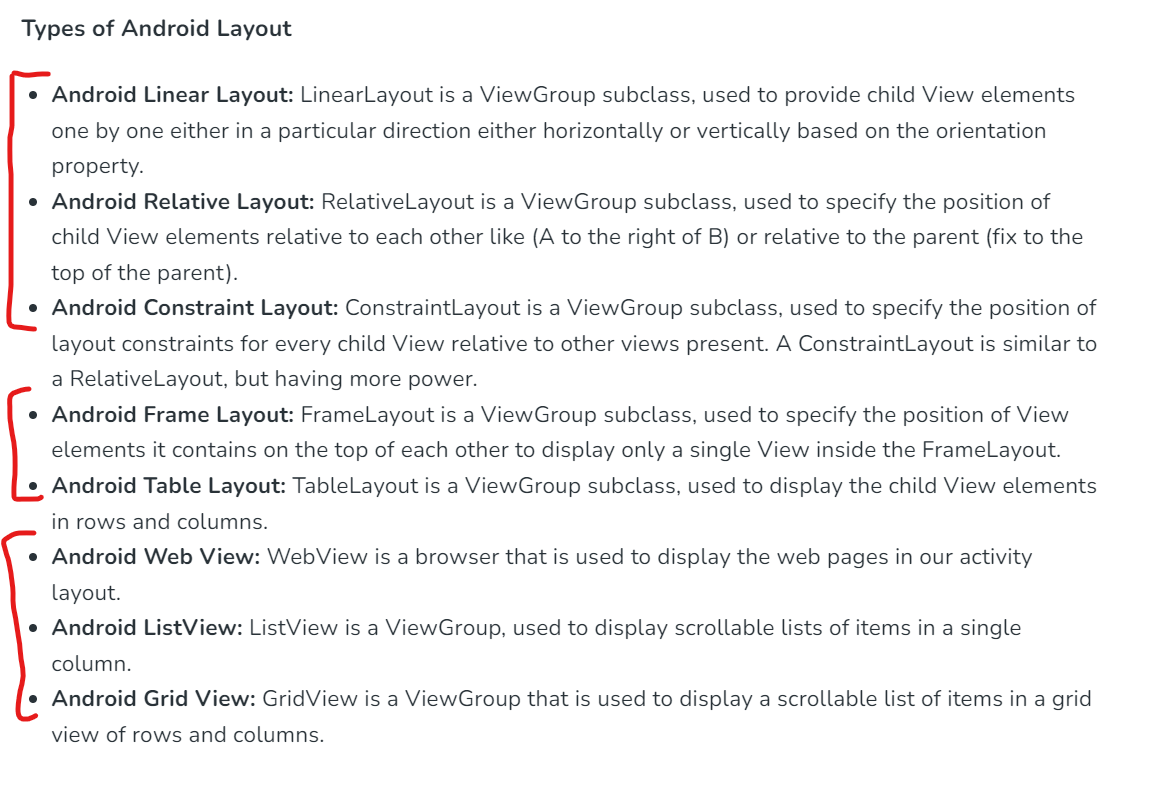 Types of Android Layout
• Android Linear Layout: LinearLayout is a ViewGroup subclass, used to provide child View elements
one by one either in a particular direction either horizontally or vertically based on the orientation
property.
• Android Relative Layout: RelativeLayout is a ViewGroup subclass, used to specify the position of
child View elements relative to each other like (A to the right of B) or relative to the parent (fix to the
top of the parent).
• Android Constraint Layout: ConstraintLayout is a ViewGroup subclass, used to specify the position of
layout constraints for every child View relative to other views present. A ConstraintLayout is similar to
a RelativeLayout, but having more power.
• Android Frame Layout: FrameLayout is a ViewGroup subclass, used to specify the position of View
elements it contains on the top of each other to display only a single View inside the FrameLayout.
• Android Table Layout: TableLayout is a ViewGroup subclass, used to display the child View elements
in rows and columns.
• Android Web View: WebView is a browser that is used to display the web pages in our activity
layout.
• Android ListView: ListView is a ViewGroup, used to display scrollable lists of items in a single
column.
• Android Grid View: GridView is a ViewGroup that is used to display a scrollable list of items in a grid
view of rows and columns.